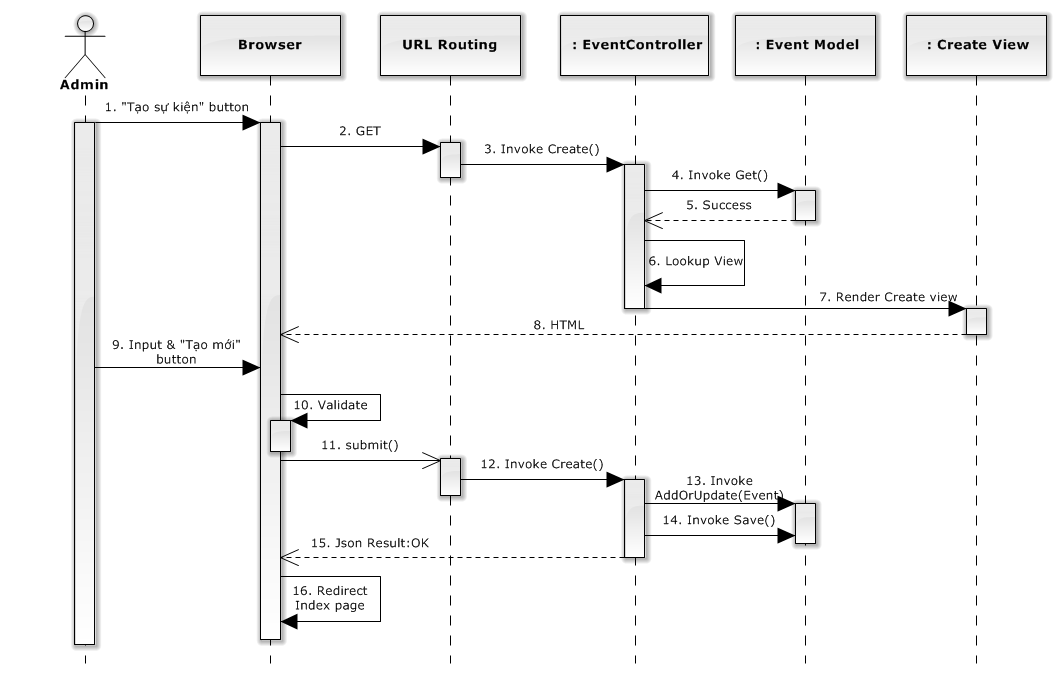 Admin
Browser
URL Routing
: EventController
: Event Model
: Create View
1. "Tạo sự kiện" button
2. GET
3. Invoke Create()
4. Invoke Get()
5. Success
6. Lookup View
7. Render Create view
8. HTML
9. Input & "Tạo mới"
button
10. Validate
11. submit()
12. Invoke Create()
13. Invoke
AddOrUpdate(Event)
14. Invoke Save()
15. Json Result:OK
16. Redirect
Index page